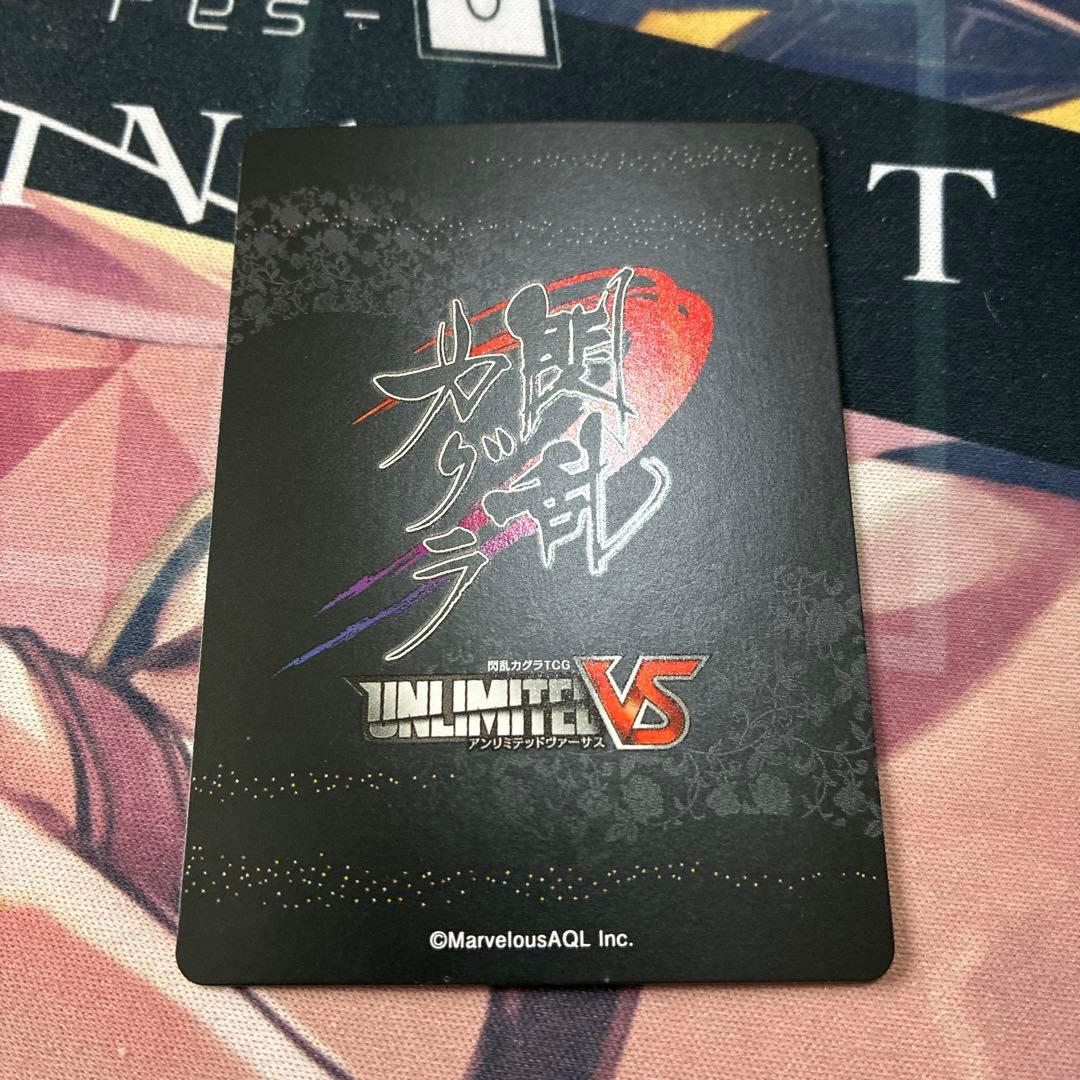 res-
T
閃乱
カグラ
閃乱カグラTCG
UNLIMITED VS
アンリミテッドヴァーサス
©MarvelousAQL Inc.